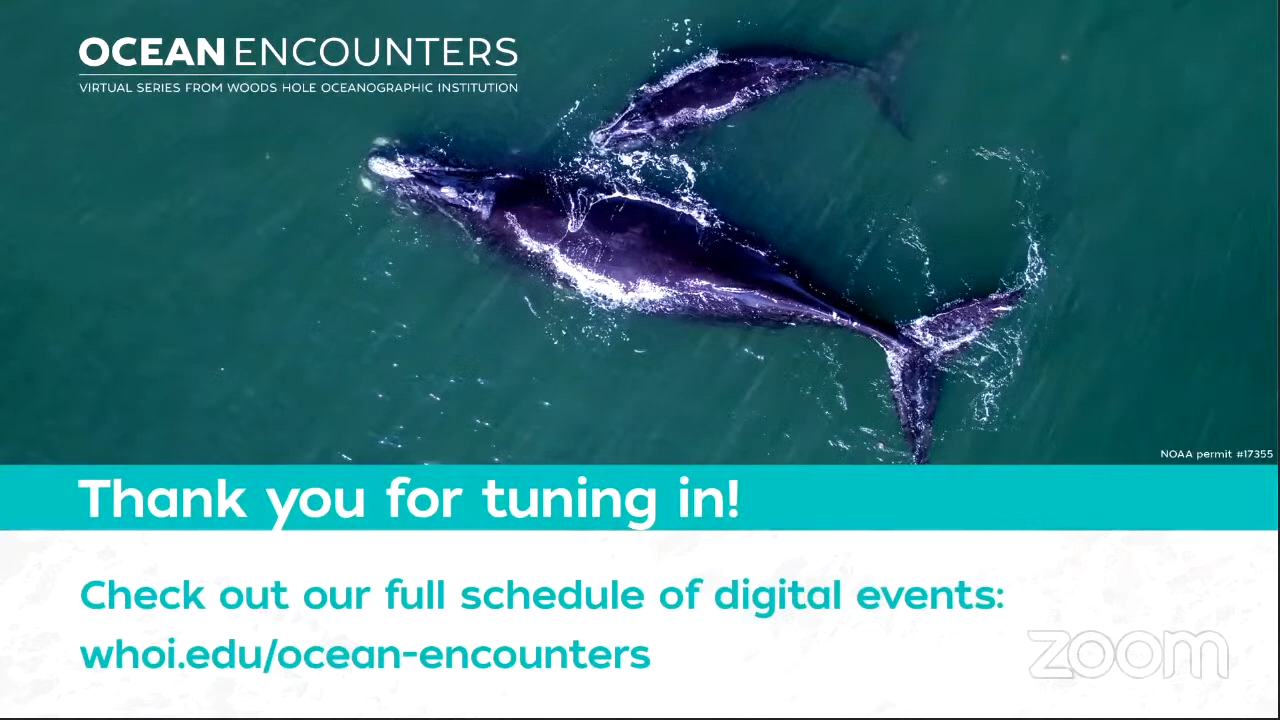 OCEAN ENCOUNTERS
VIRTUAL SERIES FROM WOODS HOLE OCEANOGRAPHIC INSTITUTION
NOAA permit #17355
Thank you for tuning in!
Check out our full schedule of digital events:
whoi.edu/ocean-encounters
zoom